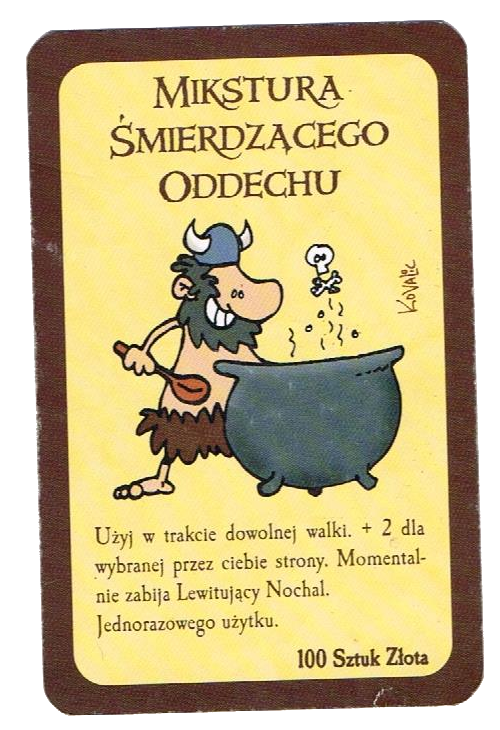 MIKSTURA
ŚMIERDZĄCEGO
ODDECHU
KOVALIC
Użyj w trakcie dowolnej walki. + 2 dla
wybranej przez ciebie strony. Momental-
nie zabija Lewitujący Nochal.
Jednorazowego użytku.
100 Sztuk Złota